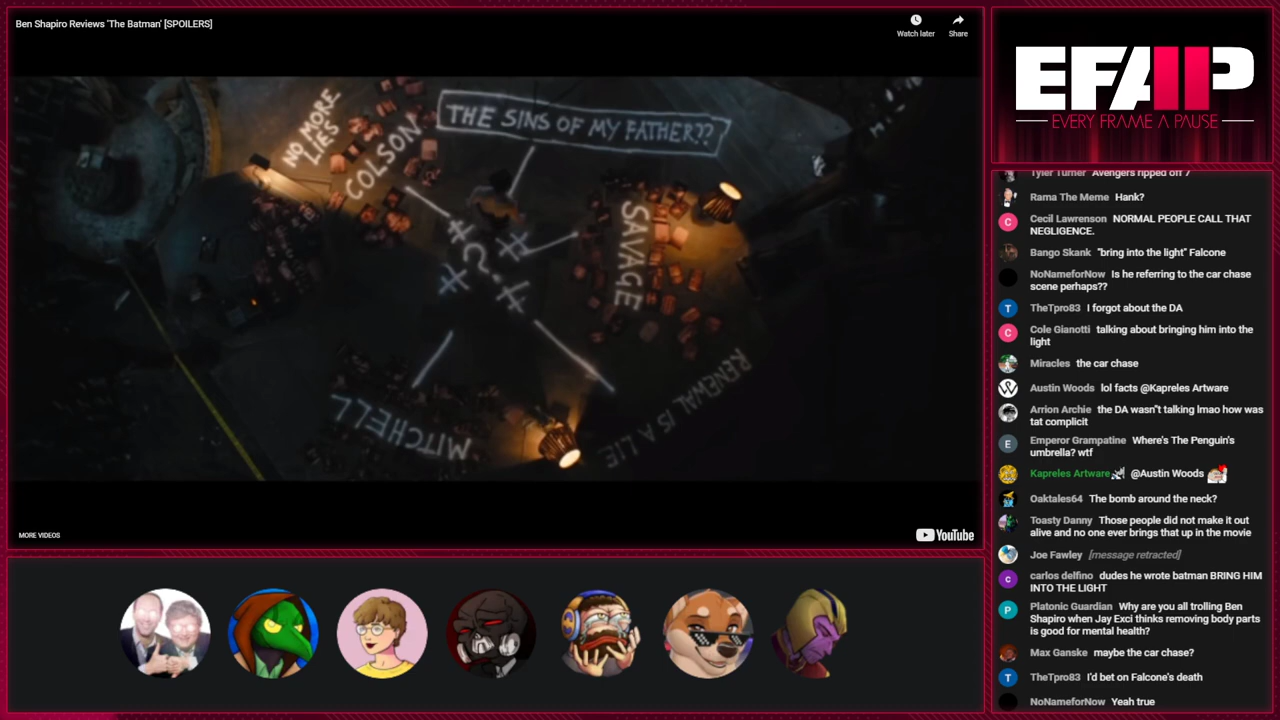 Ben Shapiro Reviews 'The Batman' [SPOILERS]
Watch later
Share
NO MORE
LIES
COLSON
THE SINS OF MY FATHER??
SAVAGE
#?#
#
#
MITCHELL
RENEWAL IS A LIE
MORE VIDEOS
YouTube
EFAP
EVERY FRAME A PAUSE
Tyler Turner Avengers ripped off 7
Rama The Meme Hank?
C
Cecil Lawrenson NORMAL PEOPLE CALL THAT
NEGLIGENCE.
Bango Skank "bring into the light" Falcone
NoNameforNow Is he referring to the car chase
scene perhaps??
T
TheTpro83 I forgot about the DA
C
Cole Gianotti talking about bringing him into the
light
Miracles the car chase
Austin Woods lol facts @Kapreles Artware
Arrion Archie the DA wasn"t talking lmao how was
tat complicit
E
Emperor Grampatine Where's The Penguin's
umbrella? wtf
Kapreles Artware @Austin Woods
Oaktales64 The bomb around the neck?
Toasty Danny Those people did not make it out
alive and no one ever brings that up in the movie
Joe Fawley [message retracted]
c
carlos delfino dudes he wrote batman BRING HIM
INTO THE LIGHT
P
Platonic Guardian Why are you all trolling Ben
Shapiro when Jay Exci thinks removing body parts
is good for mental health?
Max Ganske maybe the car chase?
T
TheTpro83 I'd bet on Falcone's death
NoNameforNow Yeah true